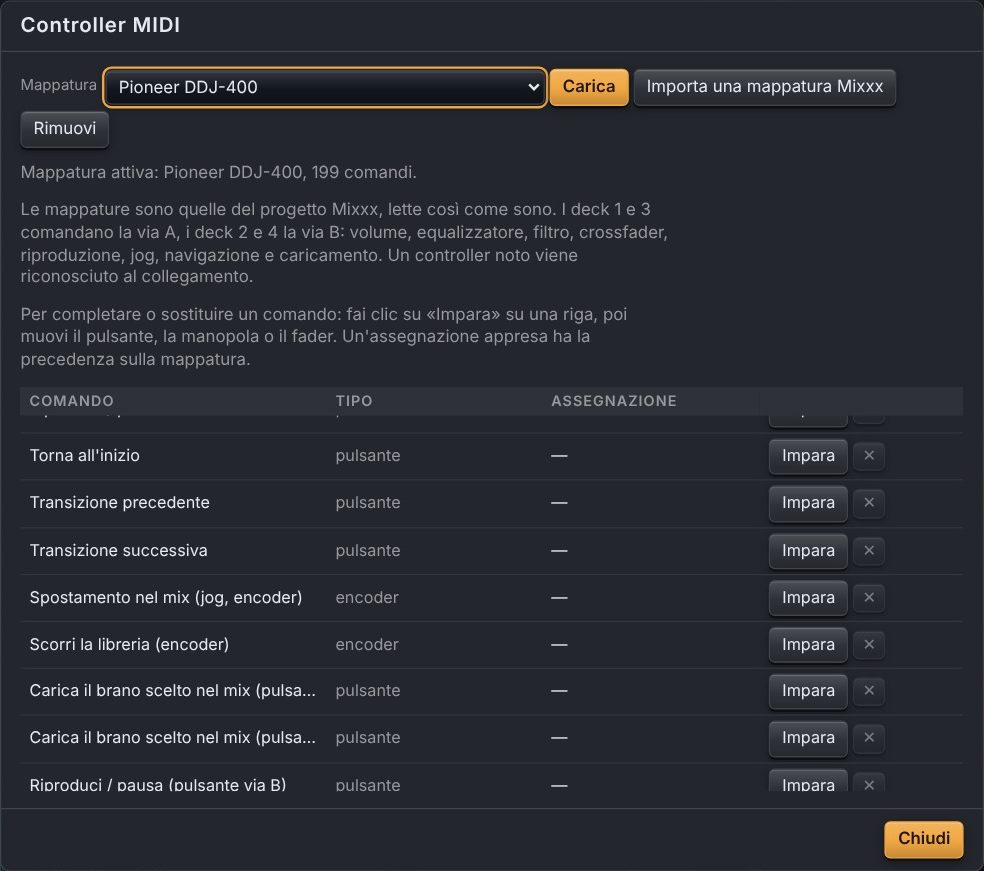 Controller MIDI
Mappatura Pioneer DDJ-400 Carica Importa una mappatura Mixxx
Rimuovi
Mappatura attiva: Pioneer DDJ-400, 199 comandi.
Le mappature sono quelle del progetto Mixxx, lette così come sono. I deck 1 e 3
comandano la via A, i deck 2 e 4 la via B: volume, equalizzatore, filtro, crossfader,
riproduzione, jog, navigazione e caricamento. Un controller noto viene
riconosciuto al collegamento.
Per completare o sostituire un comando: fai clic su «Impara» su una riga, poi
muovi il pulsante, la manopola o il fader. Un'assegnazione appresa ha la
precedenza sulla mappatura.
COMANDO TIPO ASSEGNAZIONE
Torna all'inizio pulsante — Impara ×
Transizione precedente pulsante — Impara ×
Transizione successiva pulsante — Impara ×
Spostamento nel mix (jog, encoder) encoder — Impara ×
Scorri la libreria (encoder) encoder — Impara ×
Carica il brano scelto nel mix (pulsa... pulsante — Impara ×
Carica il brano scelto nel mix (pulsa... pulsante — Impara ×
Riproduci / pausa (pulsante via B) pulsante — Impara ×
Chiudi